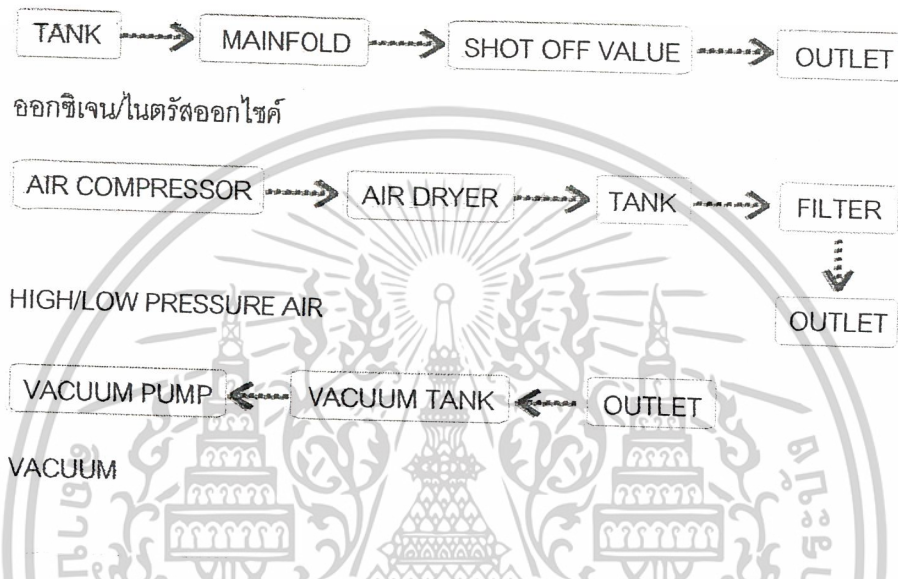 TANK MAINFOLD SHOT OFF VALUE OUTLET
ออกซิเจน/ไนตรัสออกไซค์
AIR COMPRESSOR AIR DRYER TANK FILTER
HIGH/LOW PRESSURE AIR
OUTLET
VACUUM PUMP VACUUM TANK OUTLET
VACUUM